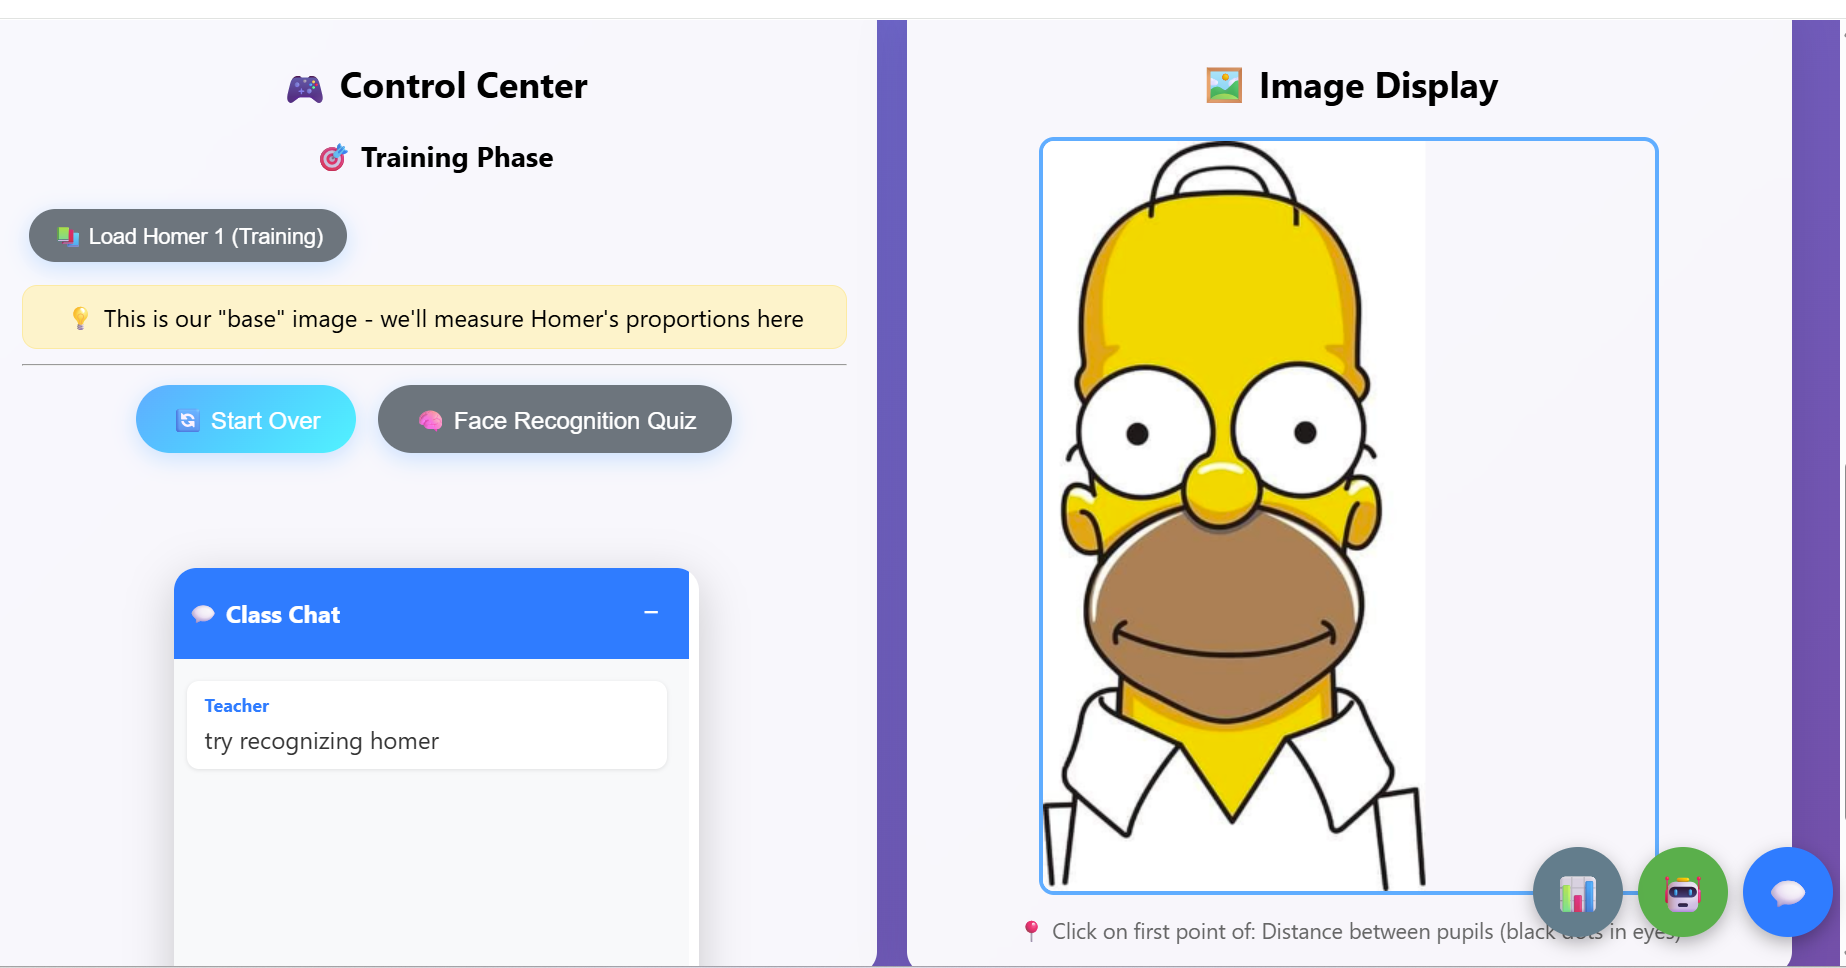 Control Center
Training Phase
Load Homer 1 (Training)
This is our "base" image - we'll measure Homer's proportions here
Start Over
Face Recognition Quiz
Class Chat
Teacher
try recognizing homer
Image Display
Click on first point of: Distance between pupils (black dots in eyes)